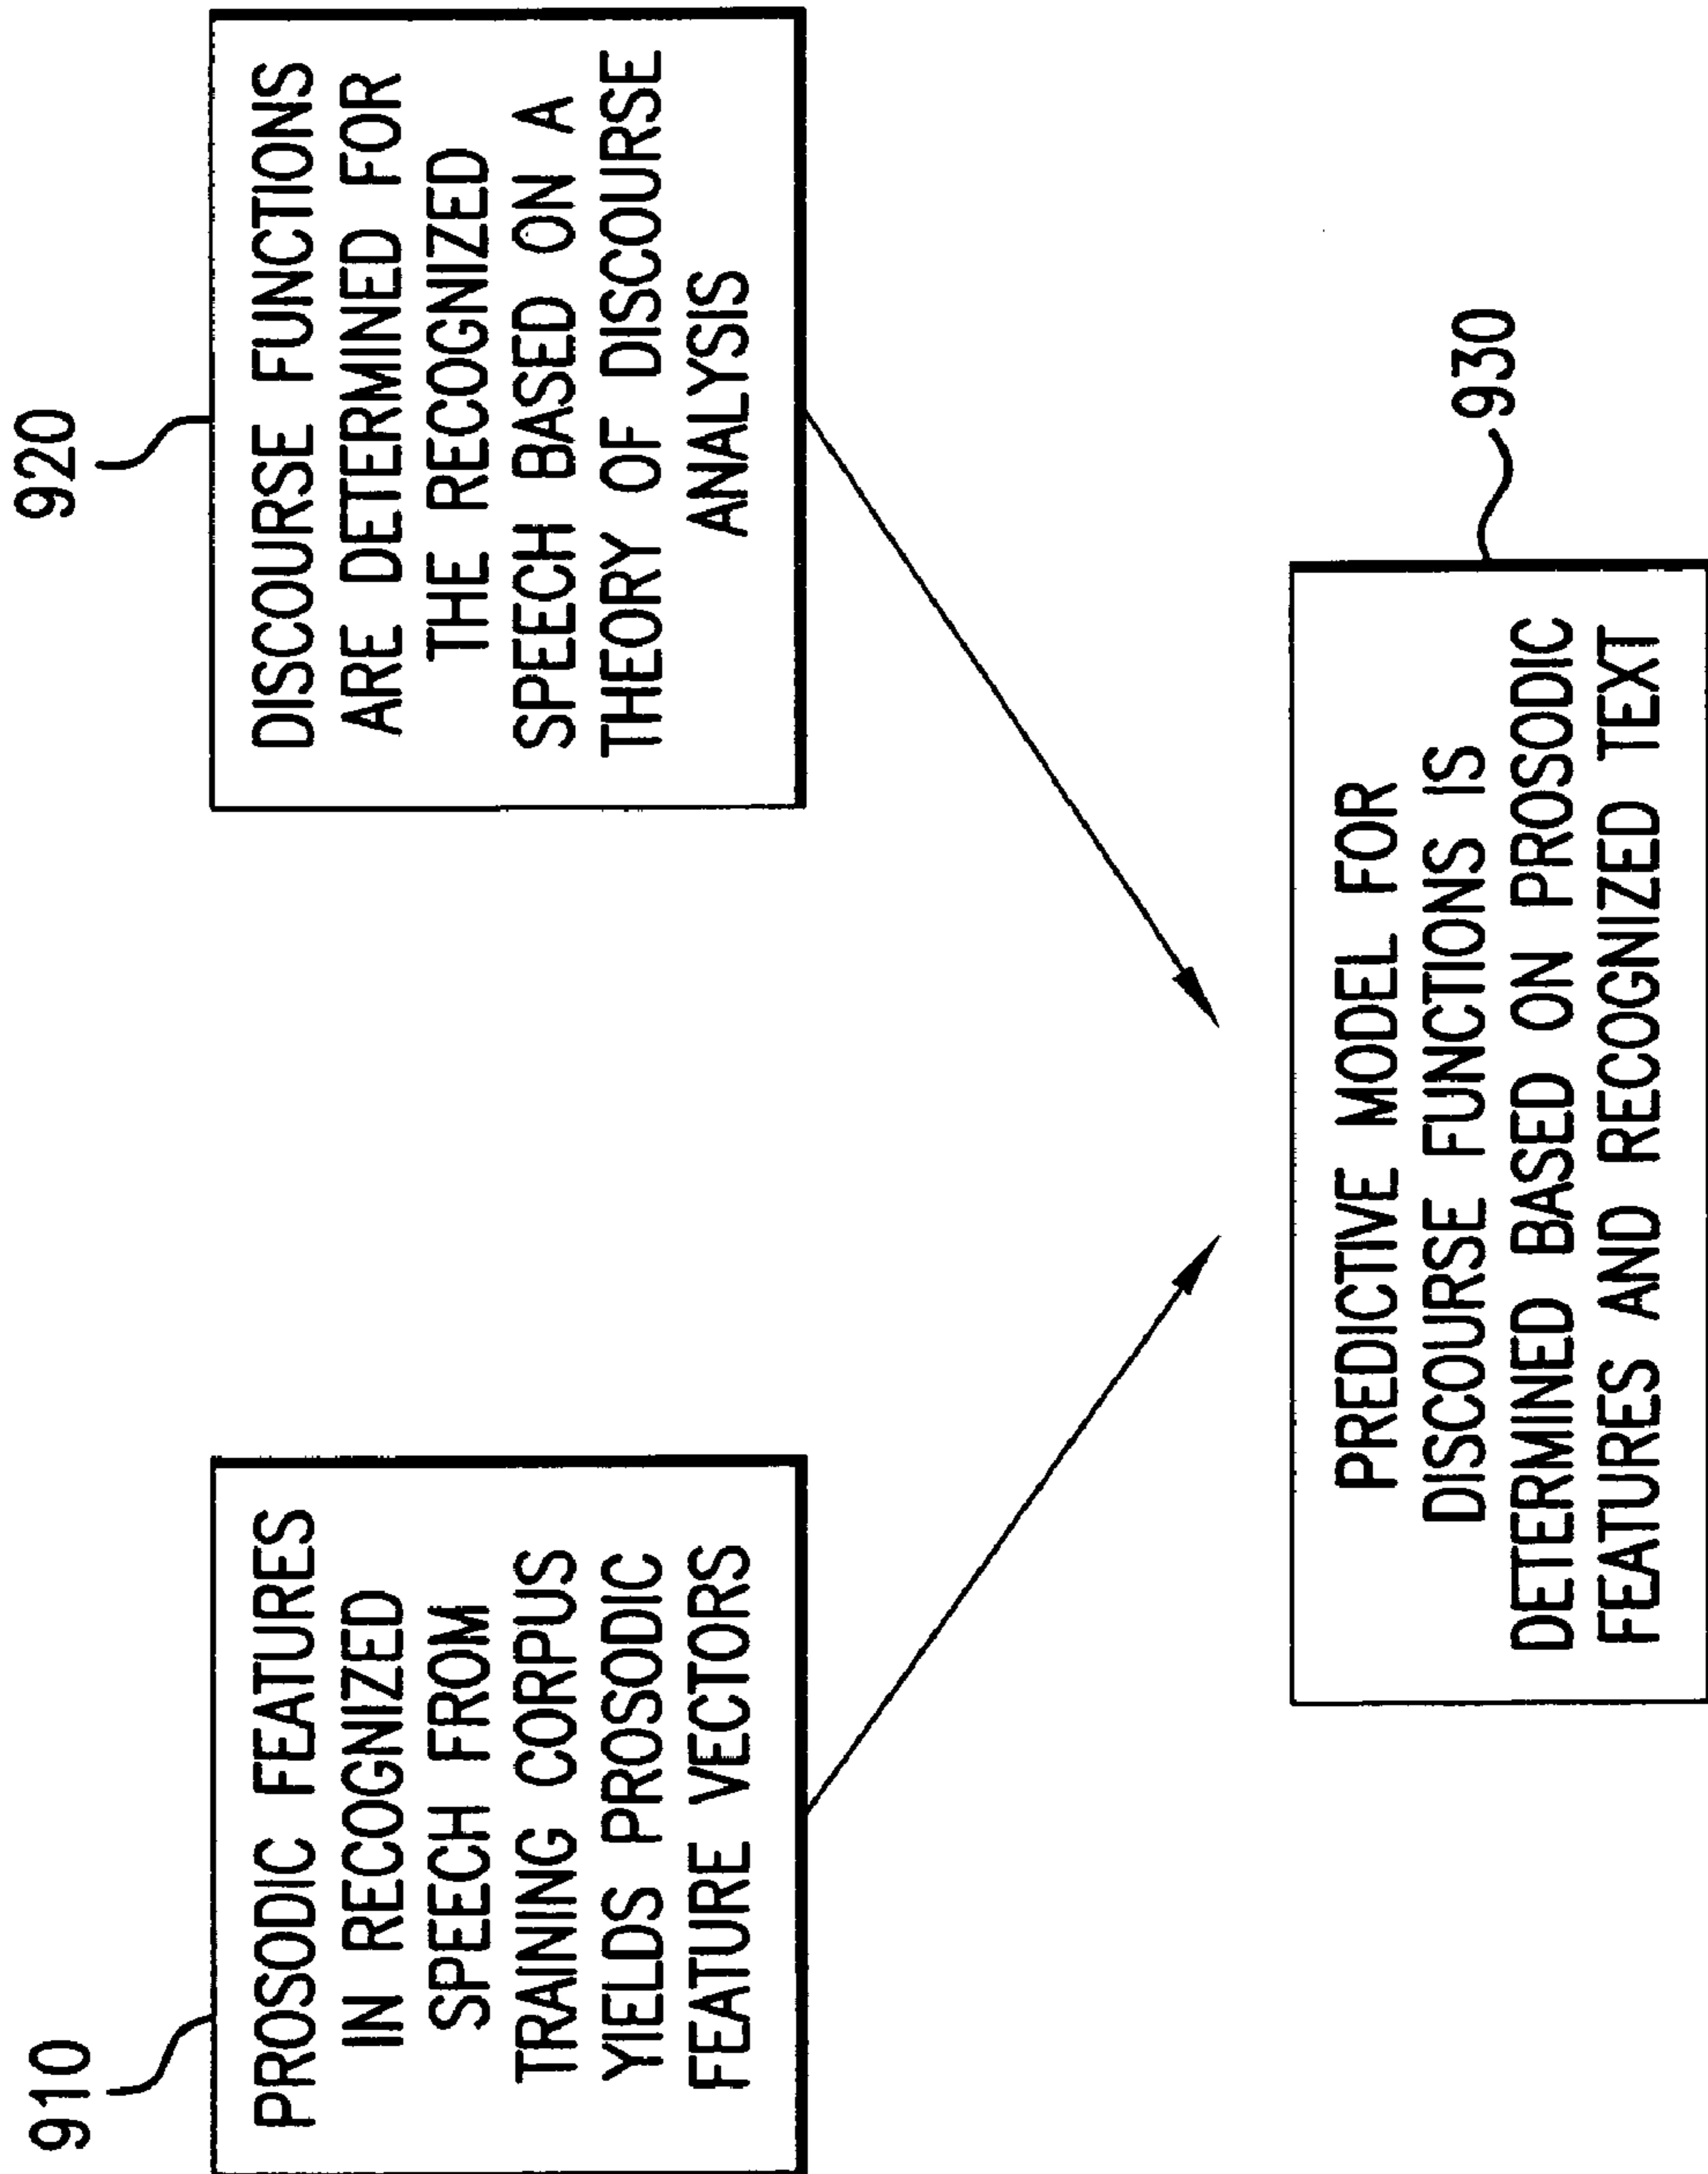 910
PROSODIC FEATURES
IN RECOGNIZED
SPEECH FROM
TRAINING CORPUS
YIELDS PROSODIC
FEATURE VECTORS
920
DISCOURSE FUNCTIONS
ARE DETERMINED FOR
THE RECOGNIZED
SPEECH BASED ON A
THEORY OF DISCOURSE
ANALYSIS
PREDICTIVE MODEL FOR
DISCOURSE FUNCTIONS IS
DETERMINED BASED ON PROSODIC
FEATURES AND RECOGNIZED TEXT
930